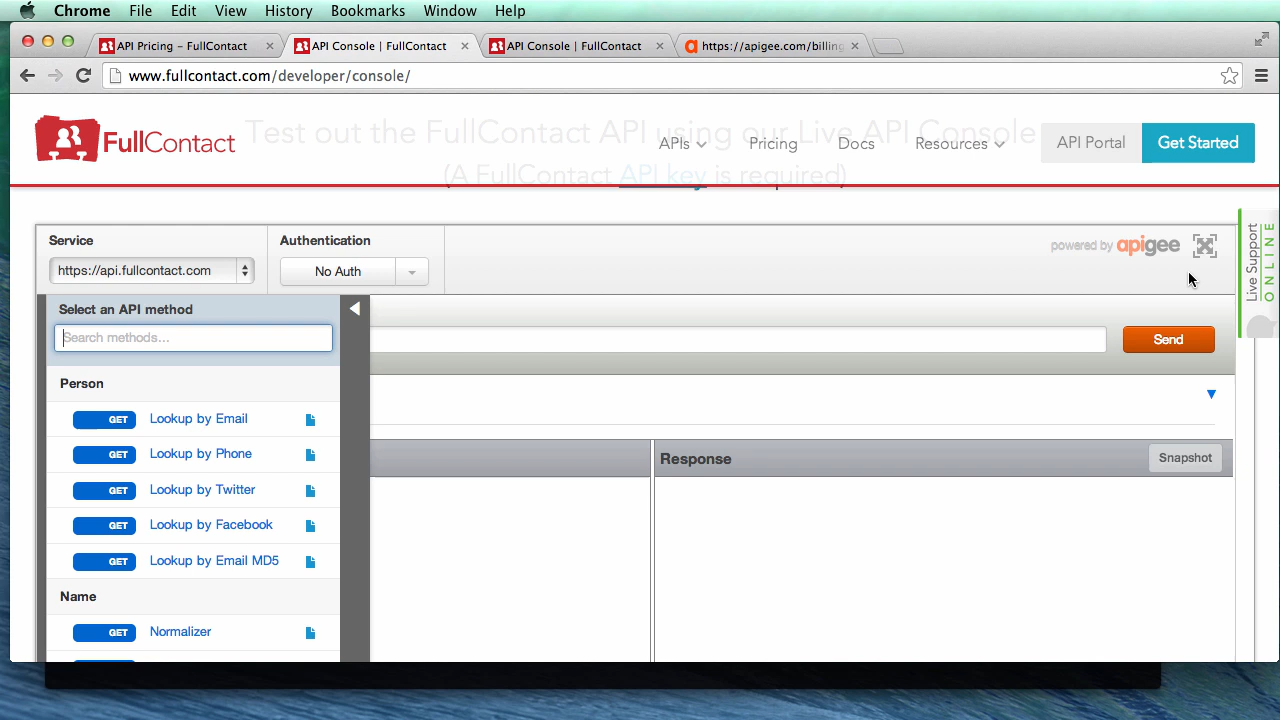 Chrome File Edit View History Bookmarks Window Help
API Pricing – FullContact
API Console | FullContact
API Console | FullContact
https://apigee.com/billing
www.fullcontact.com/developer/console/
FullContact
Test out the FullContact API using our Live API Console
(A FullContact API key is required)
APIs
Pricing
Docs
Resources
API Portal
Get Started
Service
Authentication
powered by apigee
https://api.fullcontact.com
No Auth
Live Support
ONLINE
Select an API method
Search methods...
Send
Person
GET Lookup by Email
GET Lookup by Phone
Response
Snapshot
GET Lookup by Twitter
GET Lookup by Facebook
GET Lookup by Email MD5
Name
GET Normalizer